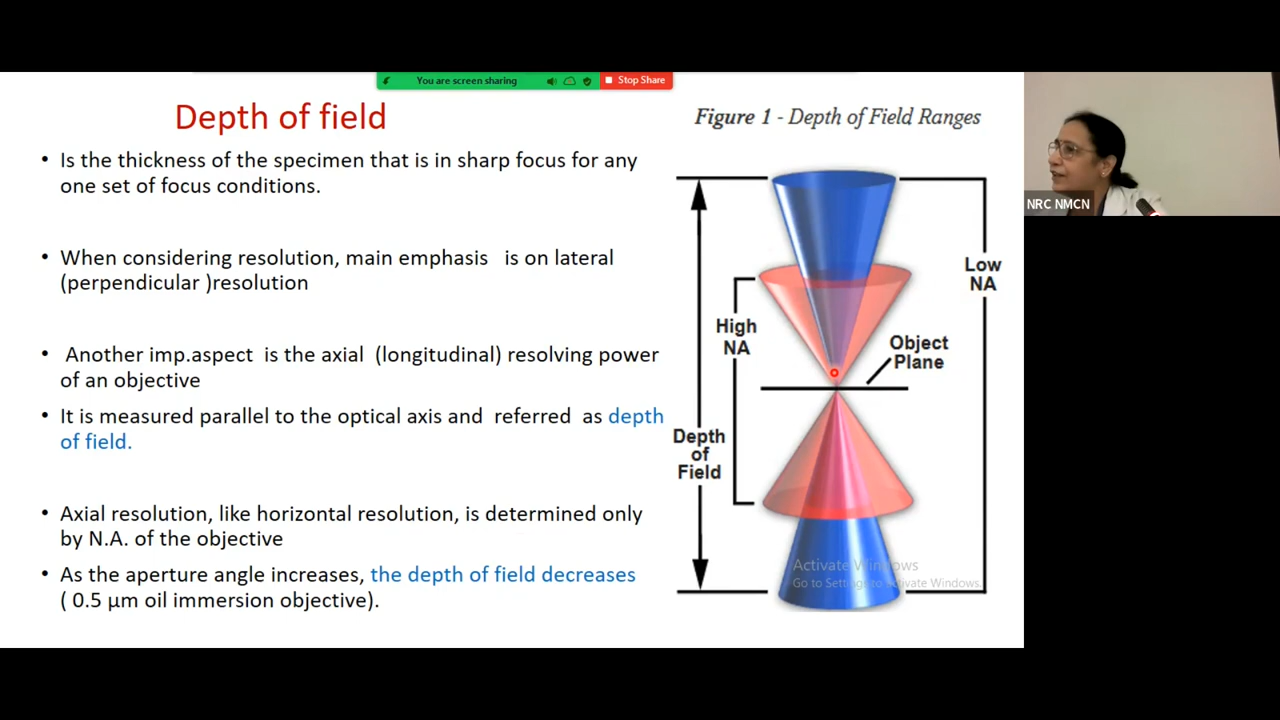 You are screen sharing
Stop Share
Depth of field
• Is the thickness of the specimen that is in sharp focus for any
one set of focus conditions.
• When considering resolution, main emphasis is on lateral
(perpendicular )resolution
• Another imp.aspect is the axial (longitudinal) resolving power
of an objective
• It is measured parallel to the optical axis and referred as depth
of field.
• Axial resolution, like horizontal resolution, is determined only
by N.A. of the objective
• As the aperture angle increases, the depth of field decreases
( 0.5 µm oil immersion objective).
Figure 1 - Depth of Field Ranges
Low
NA
High
NA
Object
Plane
Depth
of
Field
Activate Windows
Go to Settings to Activate Windows.
NRC NMCN